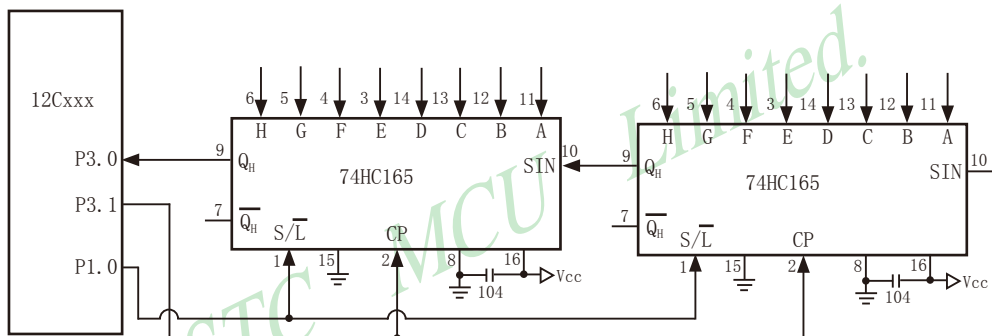 12Cxxx
P3.0
P3.1
P1.0
6 5 4 3 14 13 12 11
H G F E D C B A
9 QH
74HC165
SIN 10
7 Q̅H̅
S/L̅
CP
1 15 2 8 16
104
Vcc
6 5 4 3 14 13 12 11
H G F E D C B A
9 QH
74HC165
SIN 10
7 Q̅H̅
S/L̅
CP
1 15 2 8 16
104
Vcc
STC MCU Limited.